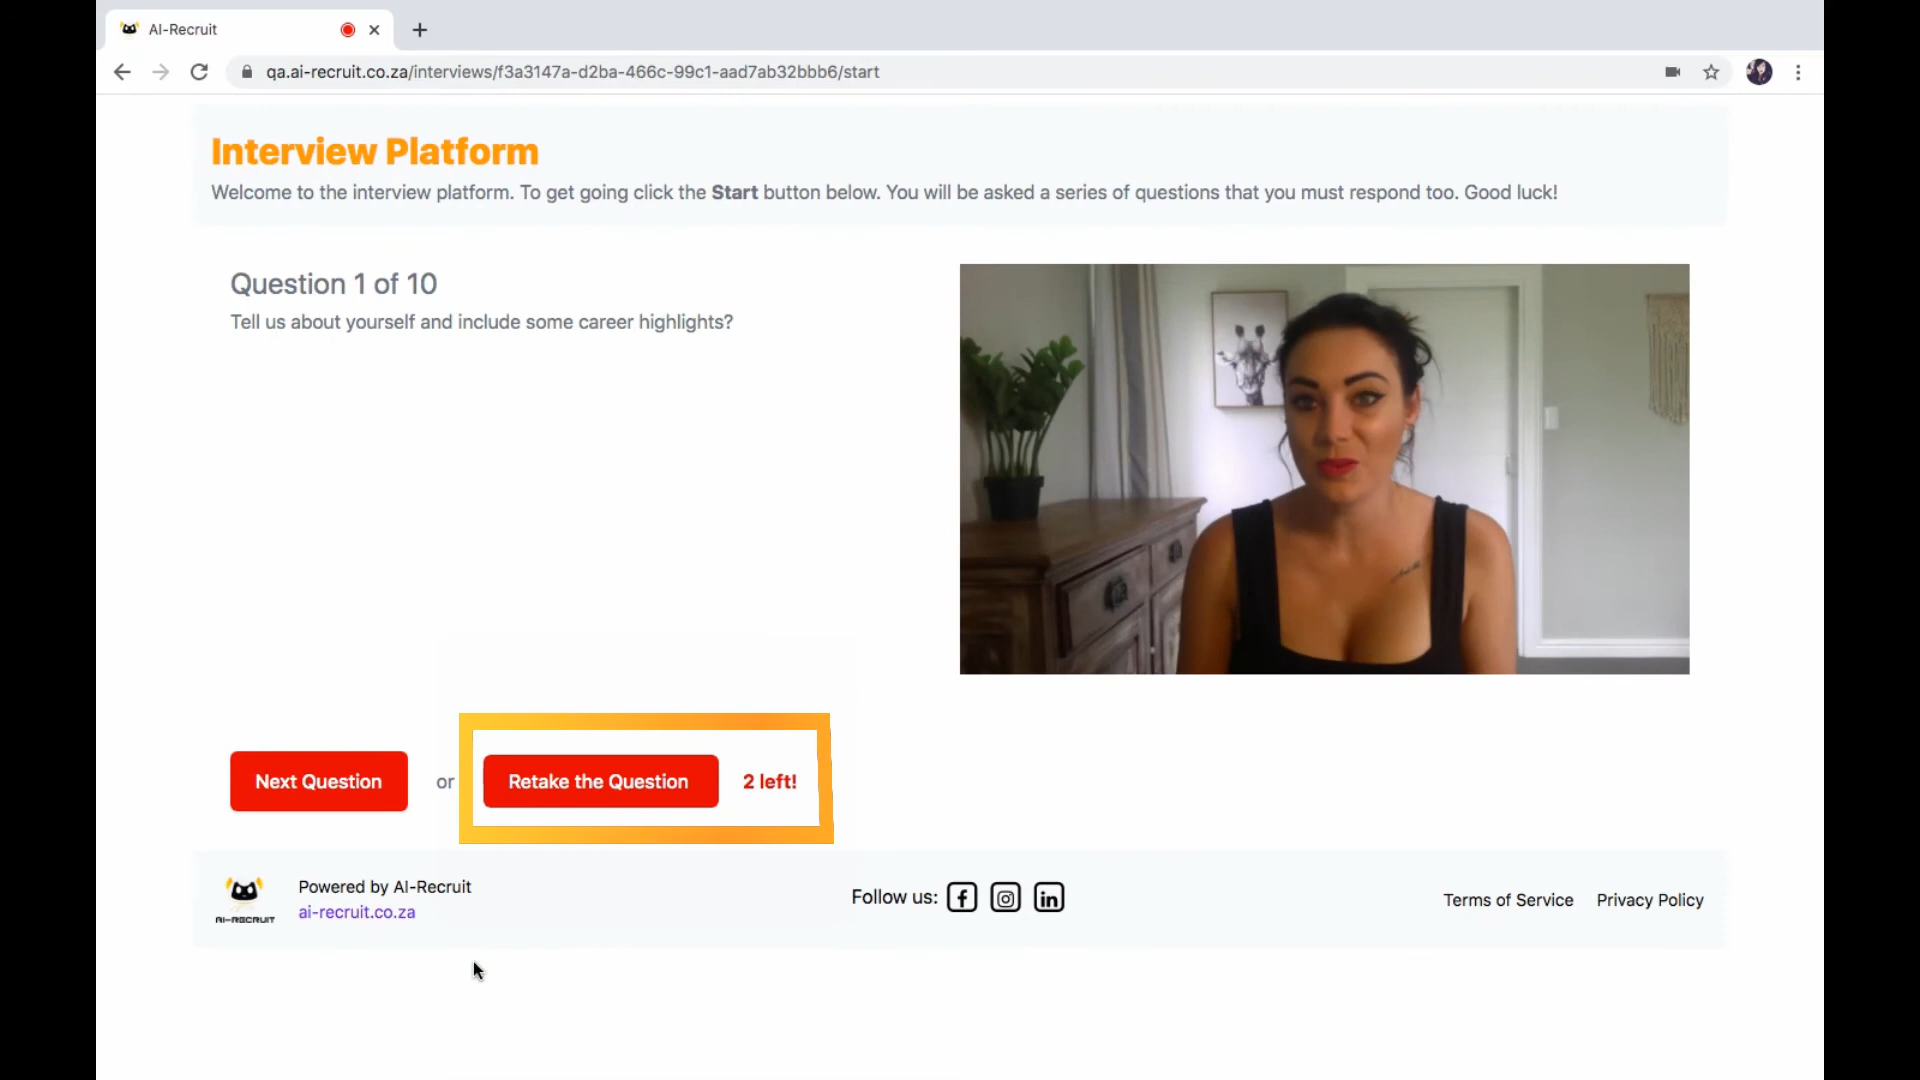 AI-Recruit
qa.ai-recruit.co.za/interviews/f3a3147a-d2ba-466c-99c1-aad7ab32bbb6/start
Interview Platform
Welcome to the interview platform. To get going click the Start button below. You will be asked a series of questions that you must respond too. Good luck!
Question 1 of 10
Tell us about yourself and include some career highlights?
Next Question or Retake the Question 2 left!
AI-RECRUIT
Powered by AI-Recruit
ai-recruit.co.za
Follow us:
Terms of Service Privacy Policy